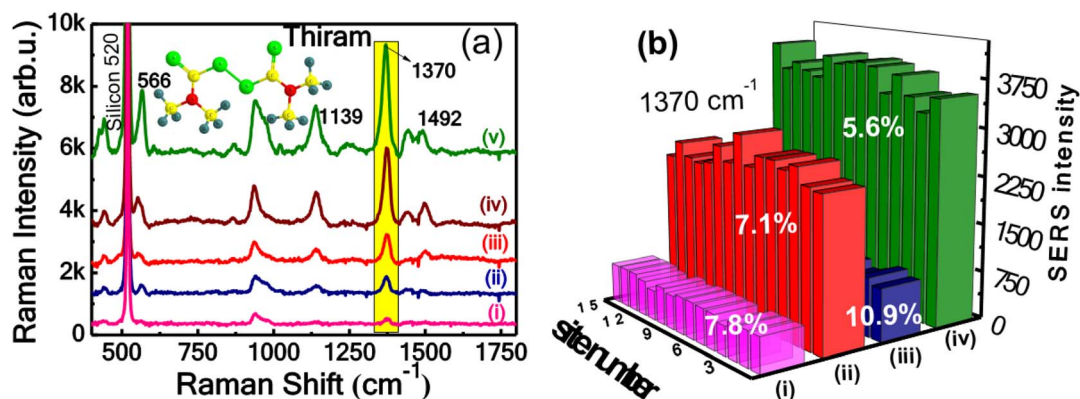 10k
8k
6k
4k
2k
0
Raman Intensity (arb.u.)
Silicon 520
566
Thiram
(a)
1370
1139
1492
(v)
(iv)
(iii)
(ii)
(i)
500
750
1000
1250
1500
1750
Raman Shift (cm-1)
(b)
1370 cm-1
5.6%
7.1%
7.8%
10.9%
3750
3000
2250
1500
750
0
SERS intensity
15
12
9
6
3
site number
(i)
(ii)
(iii)
(iv)